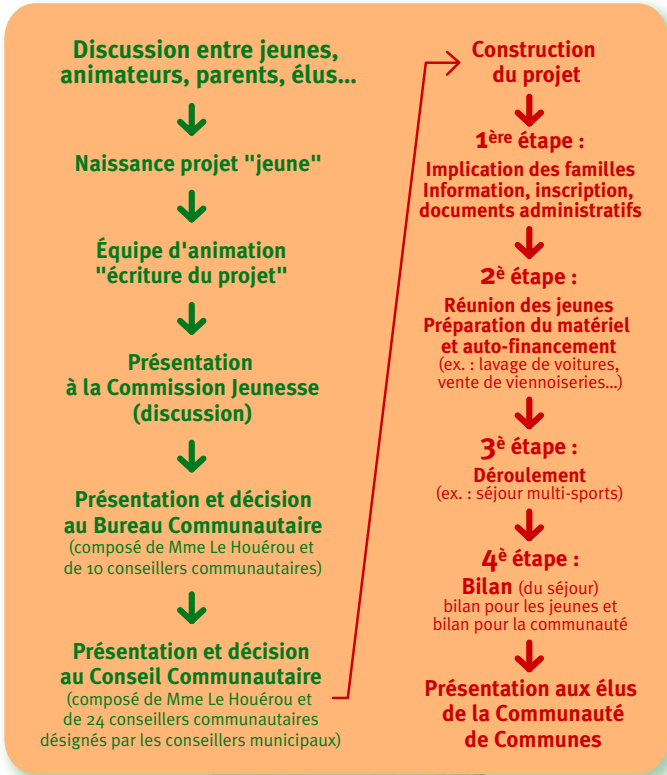 Discussion entre jeunes,
animateurs, parents, élus...
Naissance projet "jeune"
Équipe d'animation
"écriture du projet"
Présentation
à la Commission Jeunesse
(discussion)
Présentation et décision
au Bureau Communautaire
(composé de Mme Le Houérou et
de 10 conseillers communautaires)
Présentation et décision
au Conseil Communautaire
(composé de Mme Le Houérou et
de 24 conseillers communautaires
désignés par les conseillers municipaux)
Construction
du projet
1ère étape :
Implication des familles
Information, inscription,
documents administratifs
2è étape :
Réunion des jeunes
Préparation du matériel
et auto-financement
(ex. : lavage de voitures,
vente de viennoiseries...)
3è étape :
Déroulement
(ex. : séjour multi-sports)
4è étape :
Bilan (du séjour)
bilan pour les jeunes et
bilan pour la communauté
Présentation aux élus
de la Communauté
de Communes